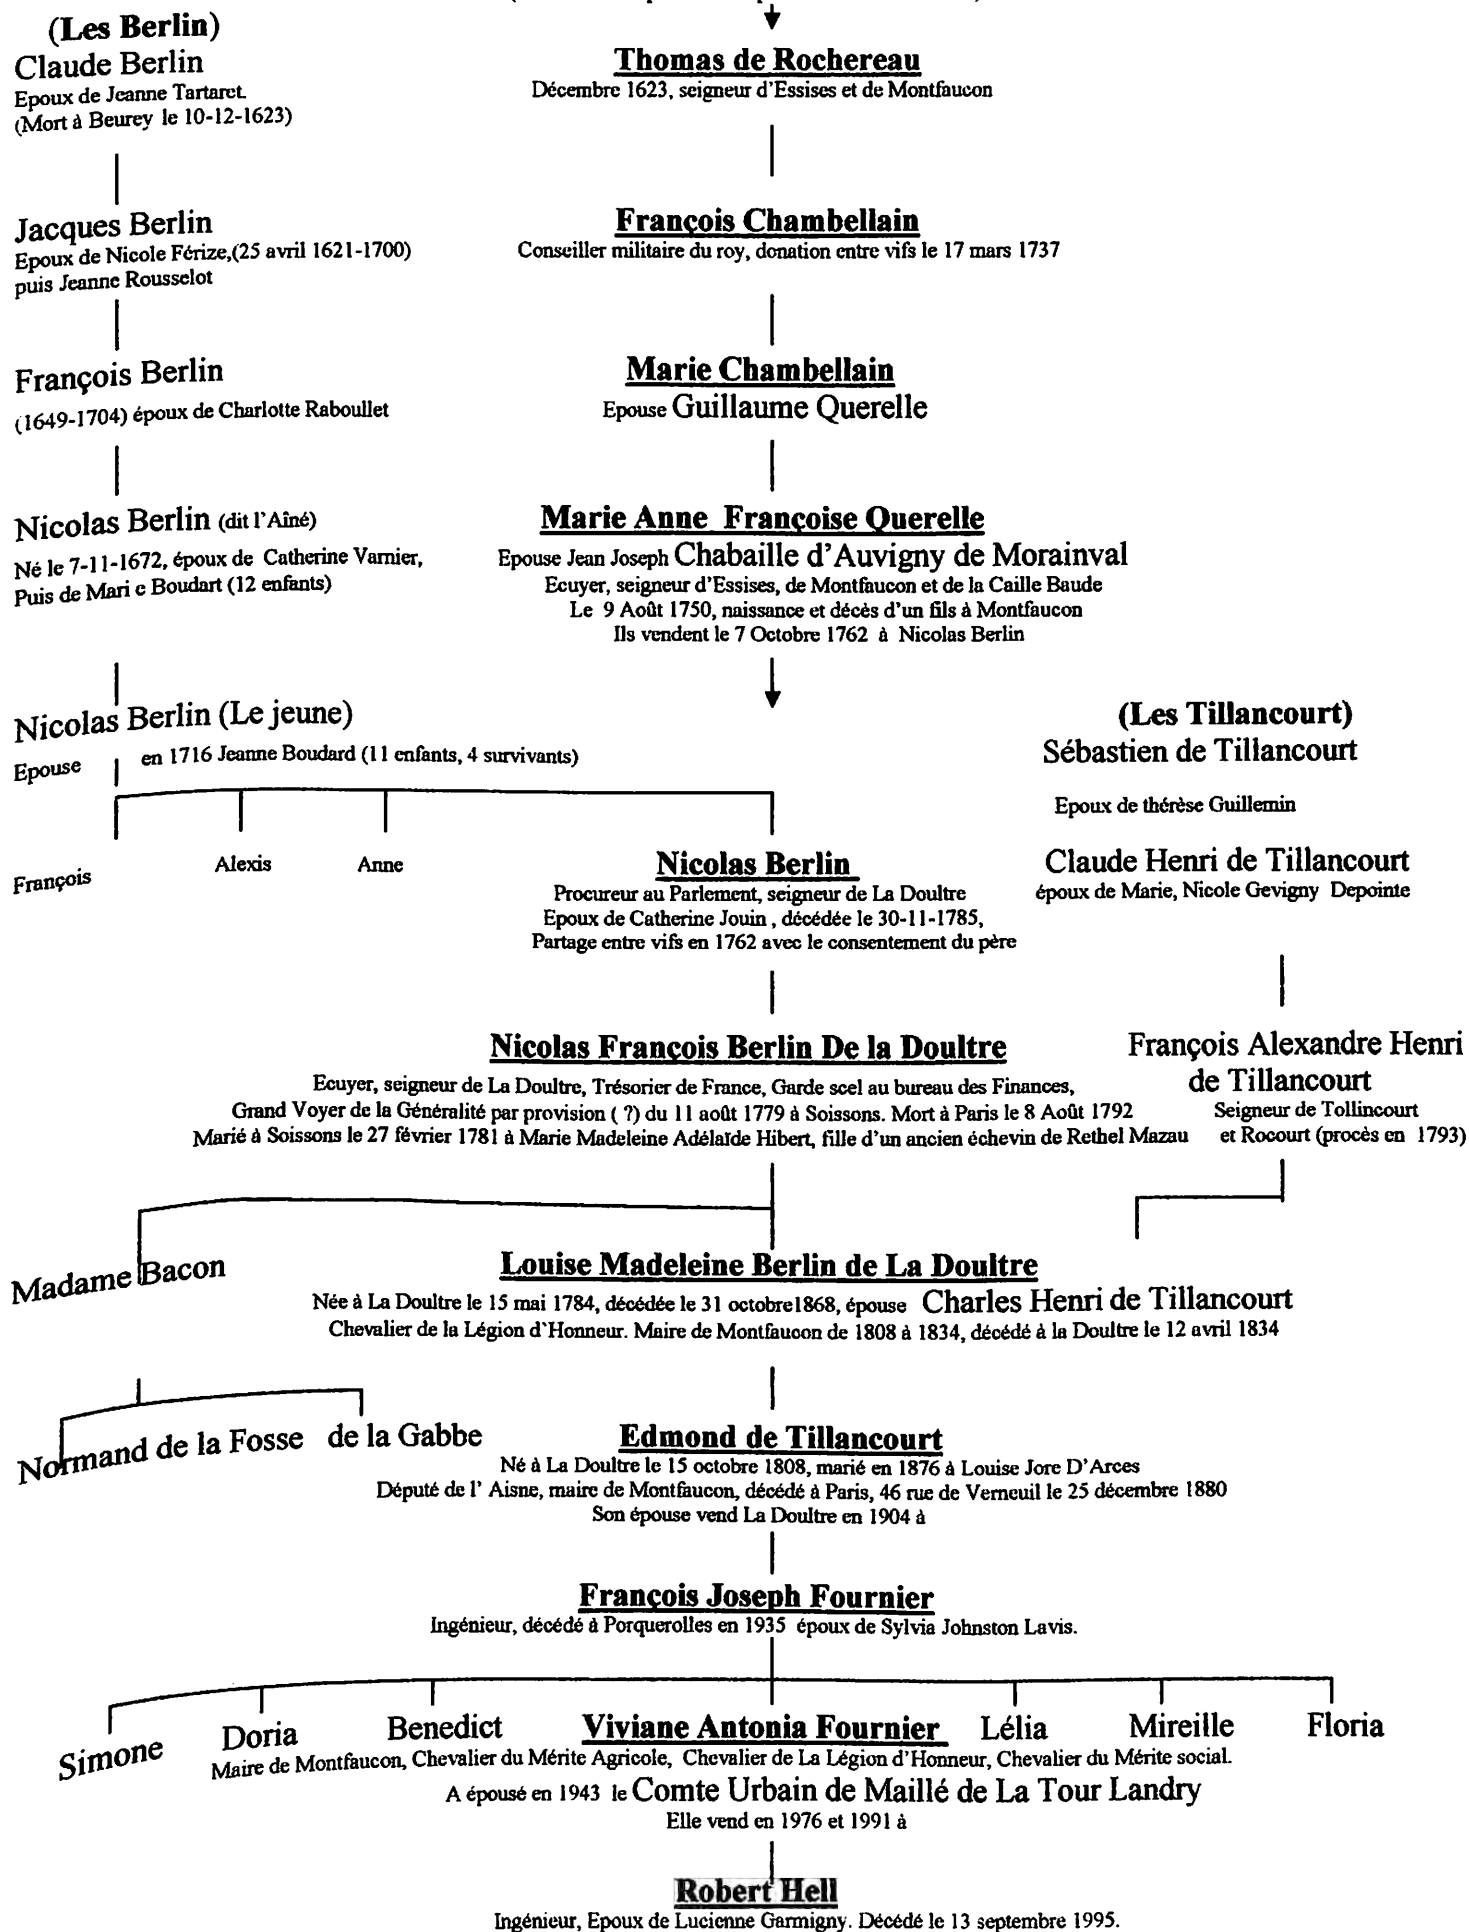 (Les Berlin)
Claude Berlin
Epoux de Jeanne Tartaret.
(Mort à Beurey le 10-12-1623)
Thomas de Rochereau
Décembre 1623, seigneur d'Essises et de Montfaucon
Jacques Berlin
Epoux de Nicole Férize,(25 avril 1621-1700)
puis Jeanne Rousselot
François Chambellain
Conseiller militaire du roy, donation entre vifs le 17 mars 1737
François Berlin
(1649-1704) époux de Charlotte Raboullet
Marie Chambellain
Epouse Guillaume Querelle
Nicolas Berlin (dit l'Aîné)
Né le 7-11-1672, époux de Catherine Varnier,
Puis de Mari e Boudart (12 enfants)
Marie Anne Françoise Querelle
Epouse Jean Joseph Chabaille d'Auvigny de Morainval
Ecuyer, seigneur d'Essises, de Montfaucon et de la Caille Baude
Le 9 Août 1750, naissance et décès d'un fils à Montfaucon
Ils vendent le 7 Octobre 1762 à Nicolas Berlin
Nicolas Berlin (Le jeune)
Epouse en 1716 Jeanne Boudard (11 enfants, 4 survivants)
(Les Tillancourt)
Sébastien de Tillancourt
Epoux de thérèse Guillemin
François
Alexis
Anne
Nicolas Berlin
Procureur au Parlement, seigneur de La Doultre
Epoux de Catherine Jouin , décédée le 30-11-1785,
Partage entre vifs en 1762 avec le consentement du père
Claude Henri de Tillancourt
époux de Marie, Nicole Gevigny Depointe
Nicolas François Berlin De la Doultre
Ecuyer, seigneur de La Doultre, Trésorier de France, Garde scel au bureau des Finances,
Grand Voyer de la Généralité par provision ( ?) du 11 août 1779 à Soissons. Mort à Paris le 8 Août 1792
Marié à Soissons le 27 février 1781 à Marie Madeleine Adélaïde Hibert, fille d'un ancien échevin de Rethel Mazau
François Alexandre Henri
de Tillancourt
Seigneur de Tollincourt
et Rocourt (procès en 1793)
Madame Bacon
Louise Madeleine Berlin de La Doultre
Née à La Doultre le 15 mai 1784, décédée le 31 octobre1868, épouse Charles Henri de Tillancourt
Chevalier de la Légion d'Honneur. Maire de Montfaucon de 1808 à 1834, décédé à la Doultre le 12 avril 1834
Normand de la Fosse
de la Gabbe
Edmond de Tillancourt
Né à La Doultre le 15 octobre 1808, marié en 1876 à Louise Jore D'Arces
Député de l' Aisne, maire de Montfaucon, décédé à Paris, 46 rue de Verneuil le 25 décembre 1880
Son épouse vend La Doultre en 1904 à
François Joseph Fournier
Ingénieur, décédé à Porquerolles en 1935 époux de Sylvia Johnston Lavis.
Simone
Doria
Benedict
Viviane Antonia Fournier
Lélia
Mireille
Floria
Maire de Montfaucon, Chevalier du Mérite Agricole, Chevalier de La Légion d'Honneur, Chevalier du Mérite social.
A épousé en 1943 le Comte Urbain de Maillé de La Tour Landry
Elle vend en 1976 et 1991 à
Robert Hell
Ingénieur, Epoux de Lucienne Garmigny. Décédé le 13 septembre 1995.